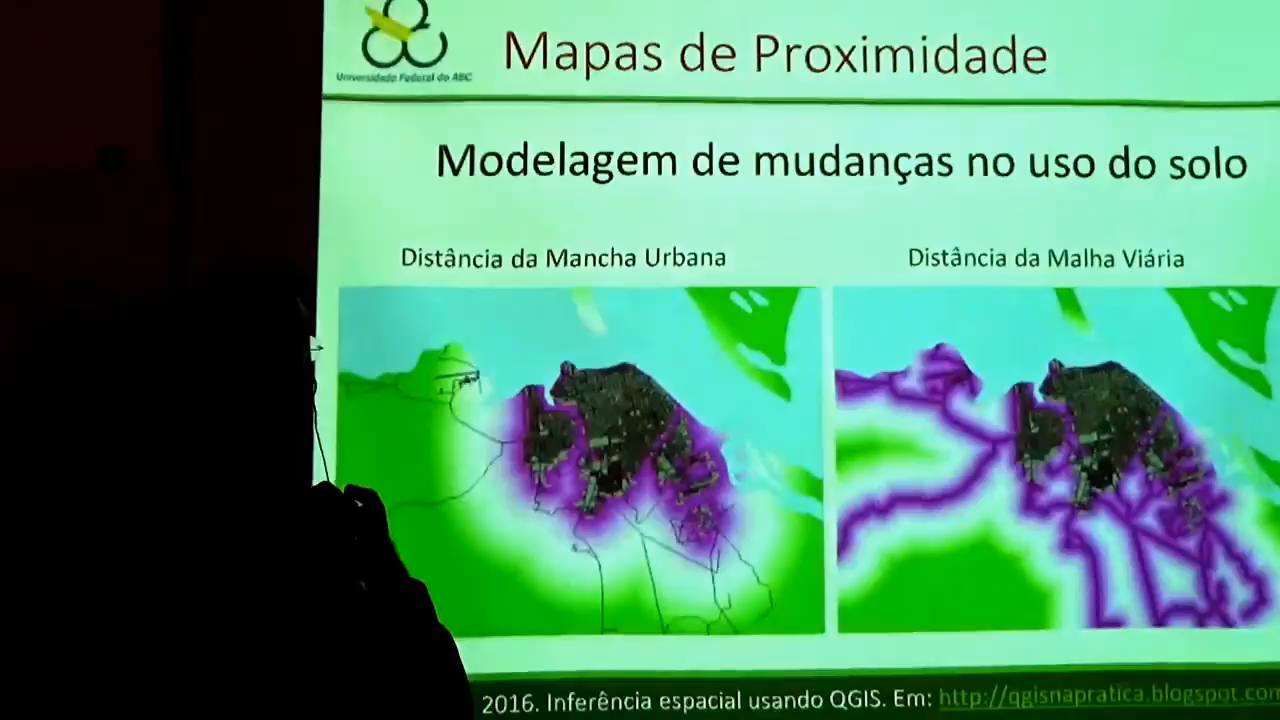 Universidade Federal do ABC
Mapas de Proximidade
Modelagem de mudanças no uso do solo
Distância da Mancha Urbana
Distância da Malha Viária
2016. Inferência espacial usando QGIS. Em: http://qgisnapratica.blogspot.com